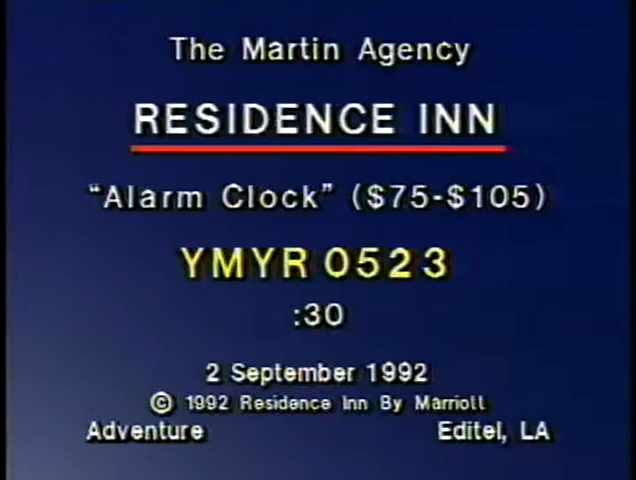 The Martin Agency
RESIDENCE INN
"Alarm Clock" ($75-$105)
YMYR 0523
:30
2 September 1992
© 1992 Residence Inn By Marriott
Adventure Editel, LA